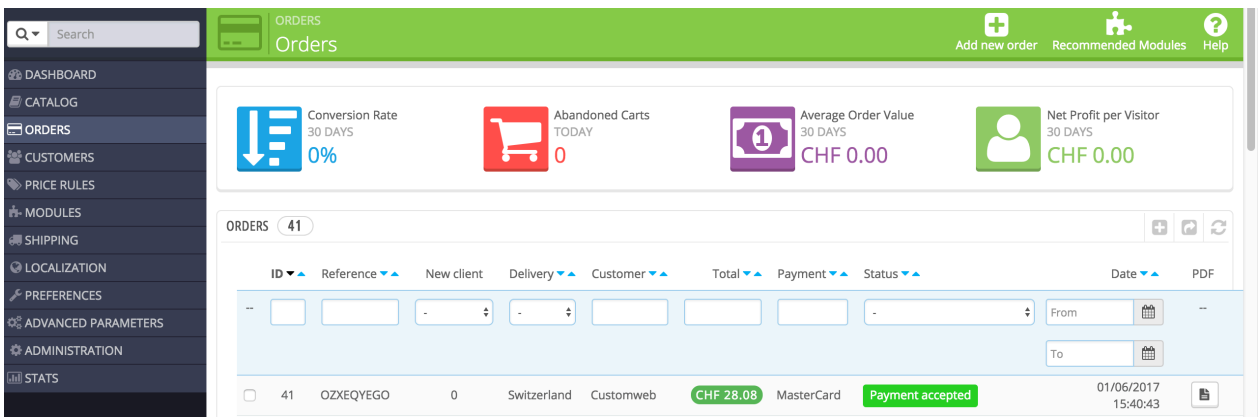 Search
DASHBOARD
CATALOG
ORDERS
CUSTOMERS
PRICE RULES
MODULES
SHIPPING
LOCALIZATION
PREFERENCES
ADVANCED PARAMETERS
ADMINISTRATION
STATS
ORDERS
Orders
Add new order Recommended Modules Help
Conversion Rate
30 DAYS
0%
Abandoned Carts
TODAY
0
1
Average Order Value
30 DAYS
CHF 0.00
Net Profit per Visitor
30 DAYS
CHF 0.00
ORDERS 41
ID Reference New client Delivery Customer Total Payment Status Date PDF
-- - - - From --
To
41 OZXEQYEGO 0 Switzerland Customweb CHF 28.08 MasterCard Payment accepted 01/06/2017
15:40:43